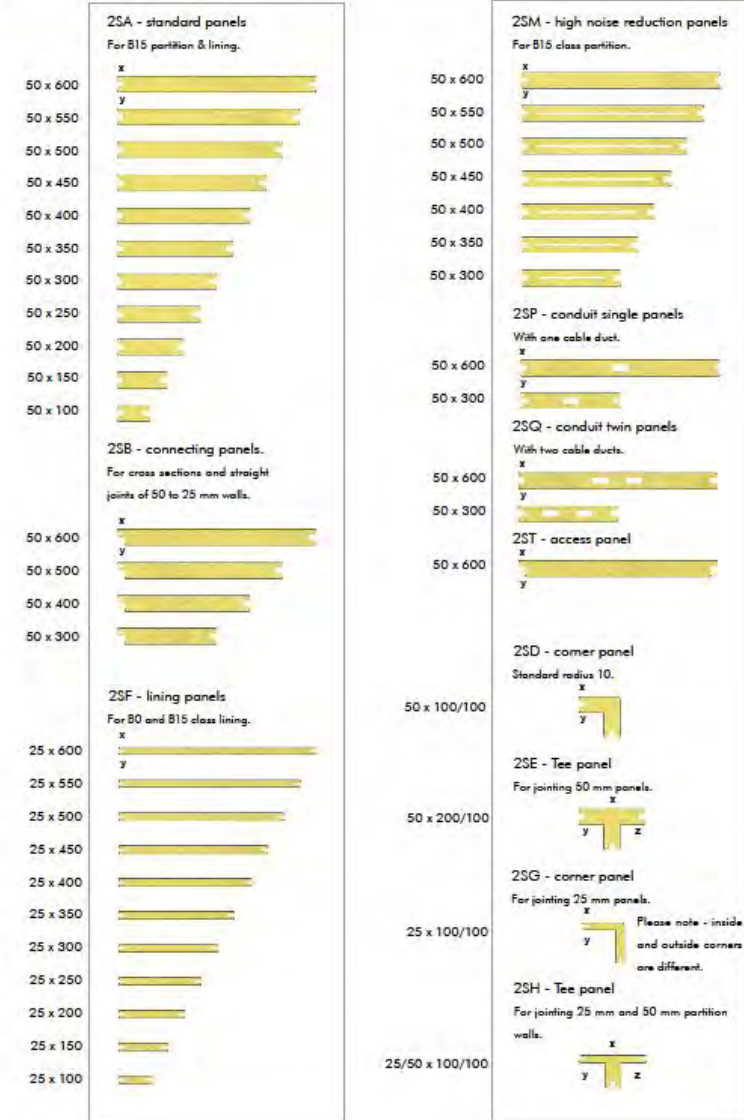 2SA - standard panels
For B15 partition & lining.
x
50 x 600
y
50 x 550
50 x 500
50 x 450
50 x 400
50 x 350
50 x 300
50 x 250
50 x 200
50 x 150
50 x 100
2SB - connecting panels.
For cross sections and straight
joints of 50 to 25 mm walls.
x
50 x 600
y
50 x 500
50 x 400
50 x 300
2SF - lining panels
For B0 and B15 class lining.
x
25 x 600
y
25 x 550
25 x 500
25 x 450
25 x 400
25 x 350
25 x 300
25 x 250
25 x 200
25 x 150
25 x 100
2SM - high noise reduction panels
For B15 class partition.
x
50 x 600
y
50 x 550
50 x 500
50 x 450
50 x 400
50 x 350
50 x 300
2SP - conduit single panels
With one cable duct.
x
50 x 600
y
50 x 300
2SQ - conduit twin panels
With two cable ducts.
x
50 x 600
y
50 x 300
2ST - access panel
x
50 x 600
y
2SD - corner panel
Standard radius 10.
x
50 x 100/100
y
2SE - Tee panel
For jointing 50 mm panels.
x
50 x 200/100
y z
2SG - corner panel
For jointing 25 mm panels.
x
25 x 100/100
y
Please note - inside
and outside corners
are different.
2SH - Tee panel
For jointing 25 mm and 50 mm partition
walls.
x
25/50 x 100/100
y z